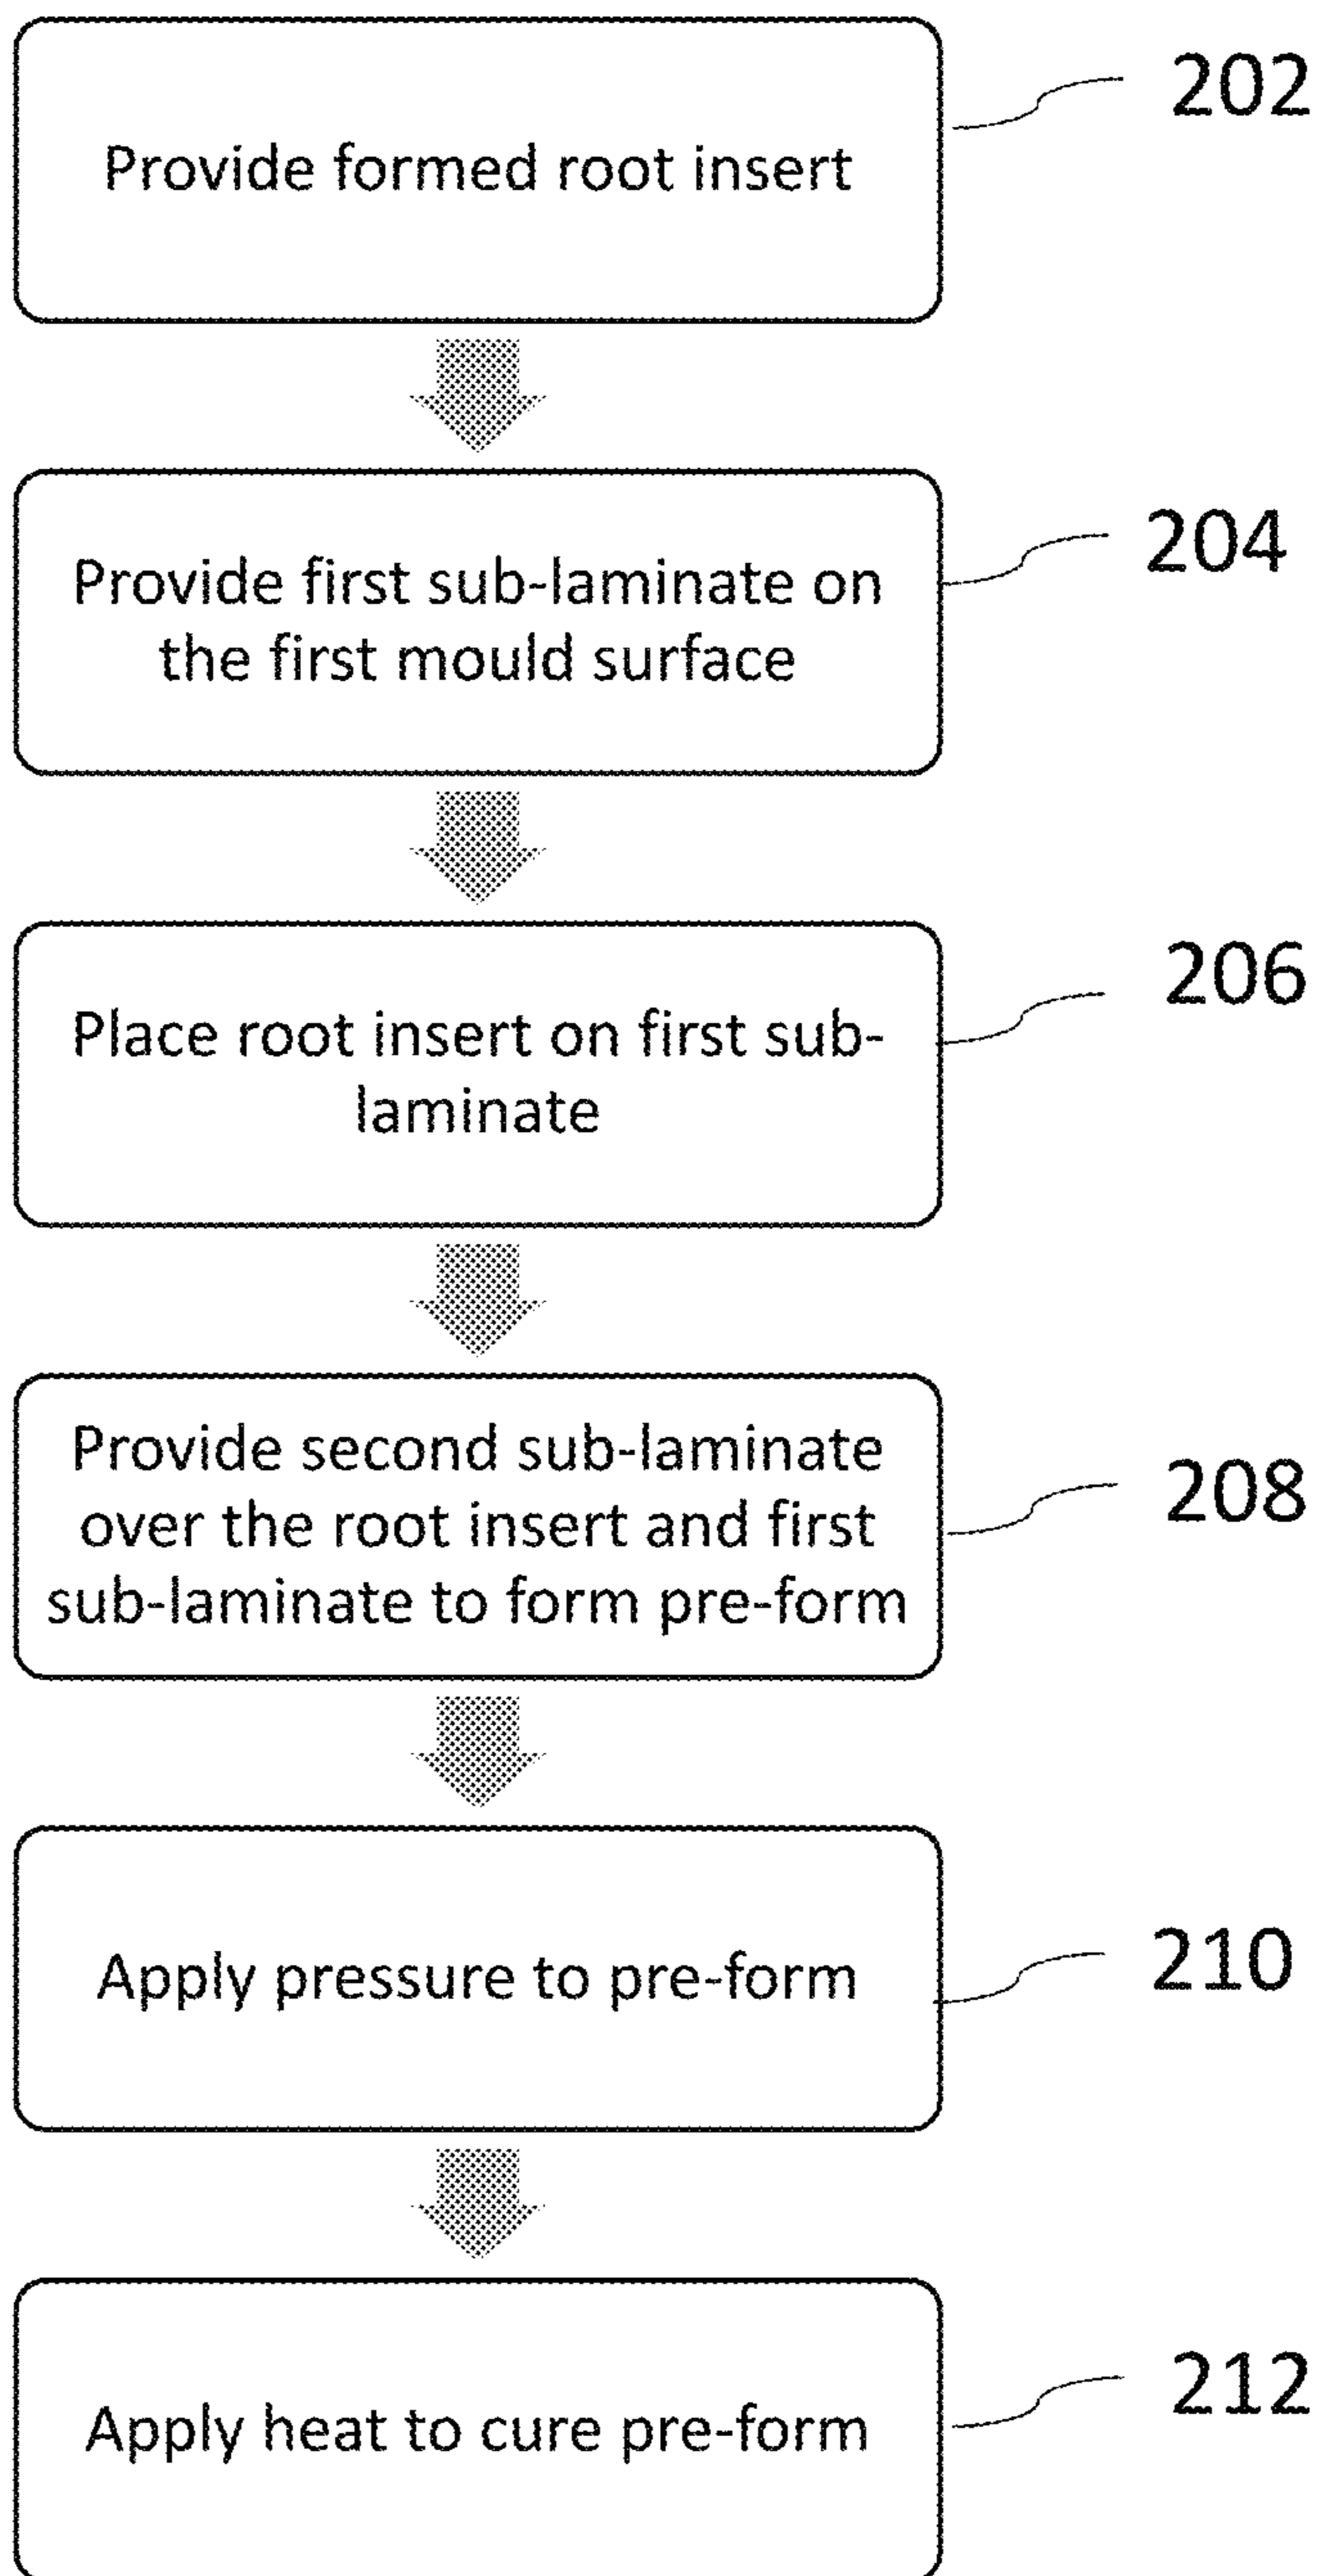 Provide formed root insert
202
Provide first sub-laminate on
the first mould surface
204
Place root insert on first sub-
laminate
206
Provide second sub-laminate
over the root insert and first
sub-laminate to form pre-form
208
Apply pressure to pre-form
210
Apply heat to cure pre-form
212